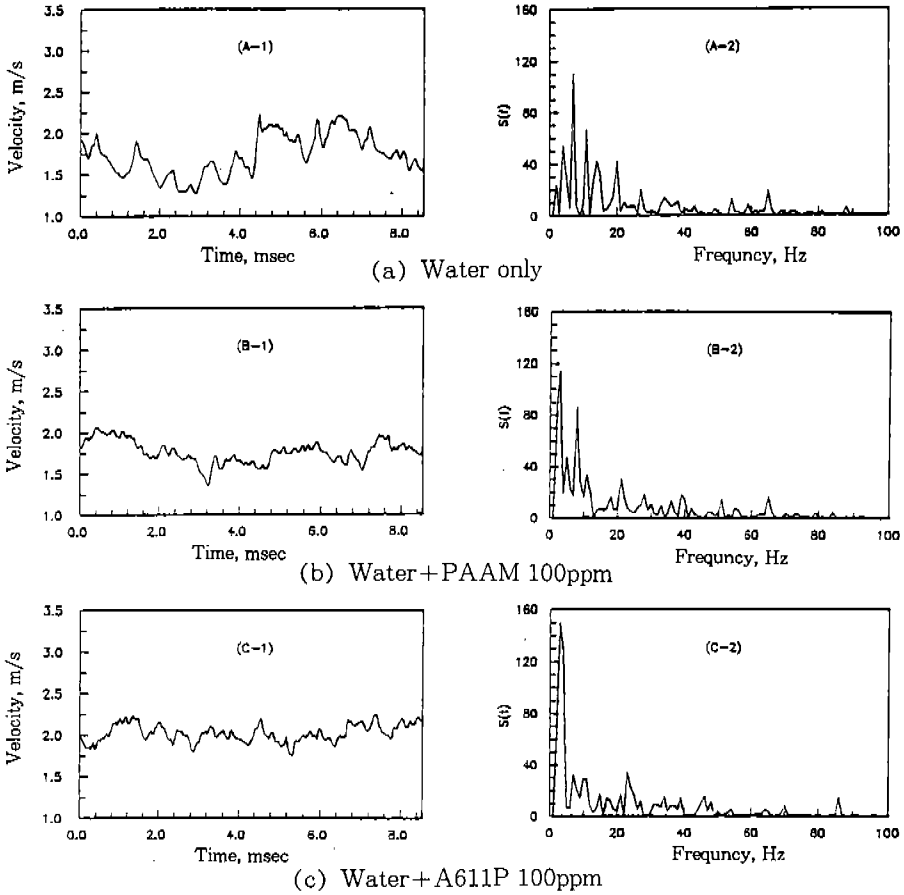 (A-1)
Velocity, m/s
3.5
3.0
2.5
2.0
1.5
1.0
0.0 2.0 4.0 6.0 8.0
Time, msec
(A-2)
S(f)
160
120
80
40
0
0 20 40 60 80 100
Frequncy, Hz
(a) Water only
(B-1)
Velocity, m/s
3.5
3.0
2.5
2.0
1.5
1.0
0.0 2.0 4.0 6.0 8.0
Time, msec
(B-2)
S(f)
160
120
80
40
0
0 20 40 60 80 100
Frequncy, Hz
(b) Water+PAAM 100ppm
(C-1)
Velocity, m/s
3.5
3.0
2.5
2.0
1.5
1.0
0.0 2.0 4.0 6.0 8.0
Time, msec
(C-2)
S(f)
160
120
80
40
0
0 20 40 60 80 100
Frequncy, Hz
(c) Water+A611P 100ppm